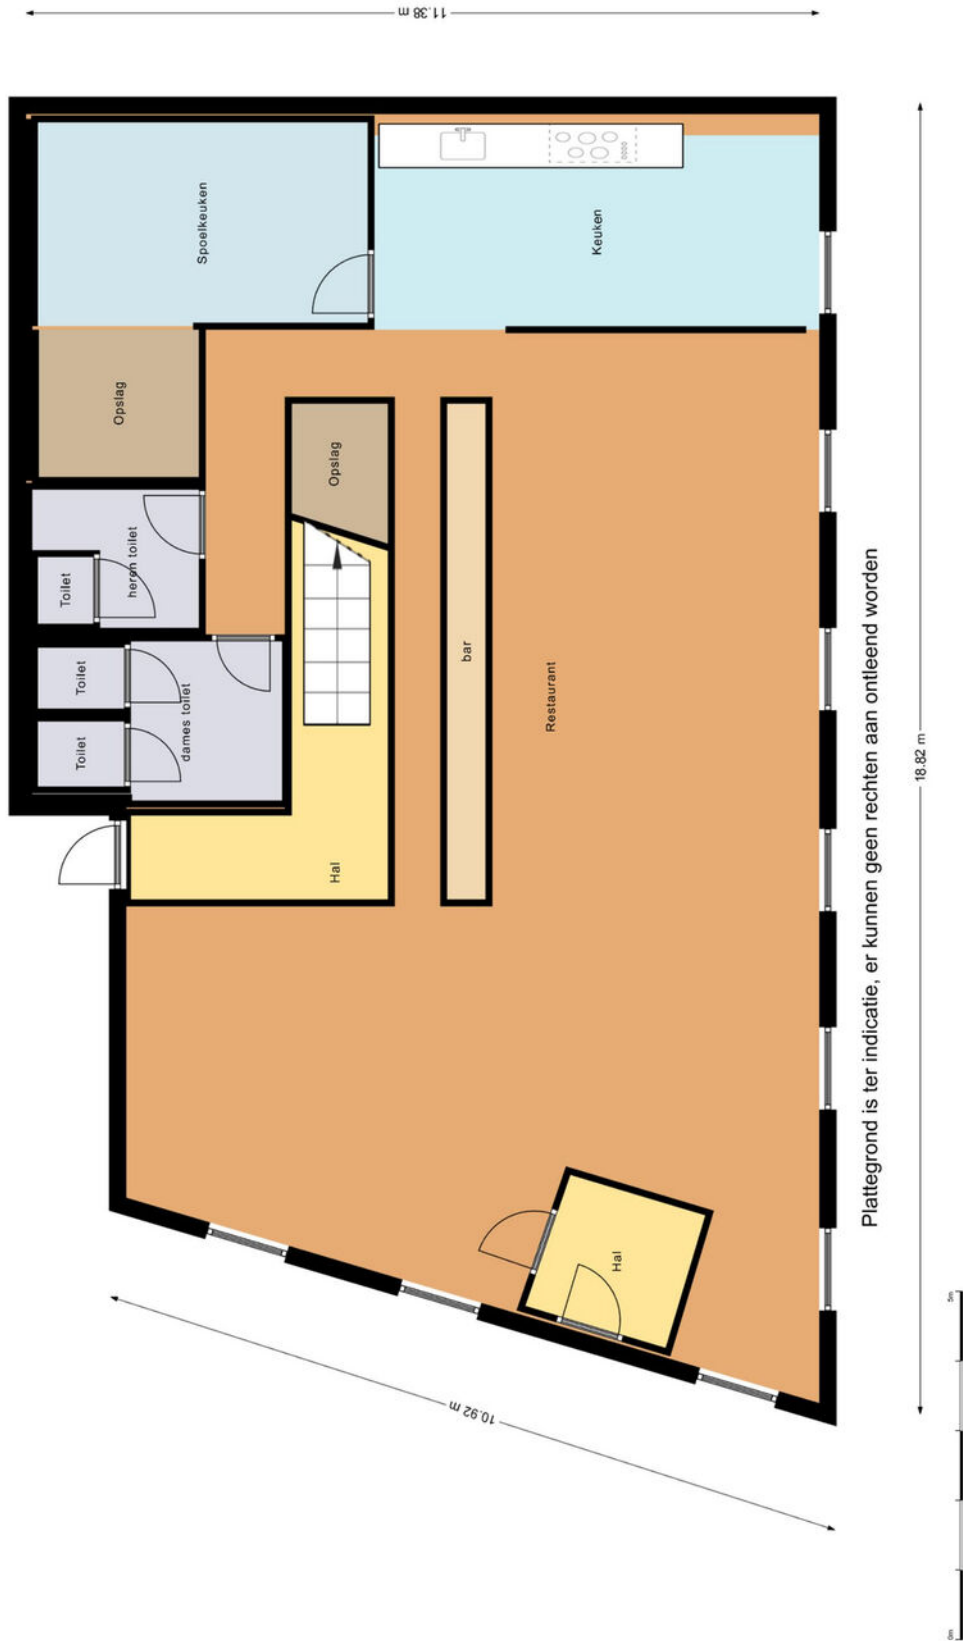 11.38 m
Spoelkeuken
Keuken
Opslag
Opslag
heren toilet
Toilet
Toilet
dames toilet
Toilet
bar
Restaurant
Hal
Hal
10.92 m
18.82 m
Plattegrond is ter indicatie, er kunnen geen rechten aan ontleend worden
0m
5m